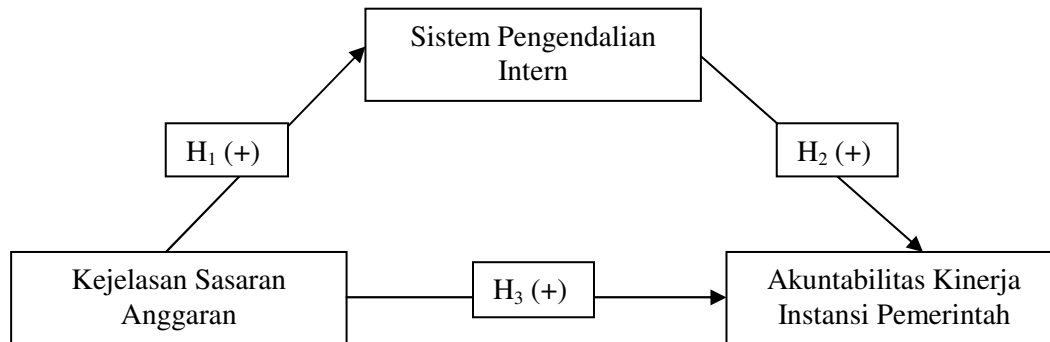 Sistem Pengendalian
Intern
H₁ (+)
H₂ (+)
Kejelasan Sasaran
Anggaran
H₃ (+)
Akuntabilitas Kinerja
Instansi Pemerintah